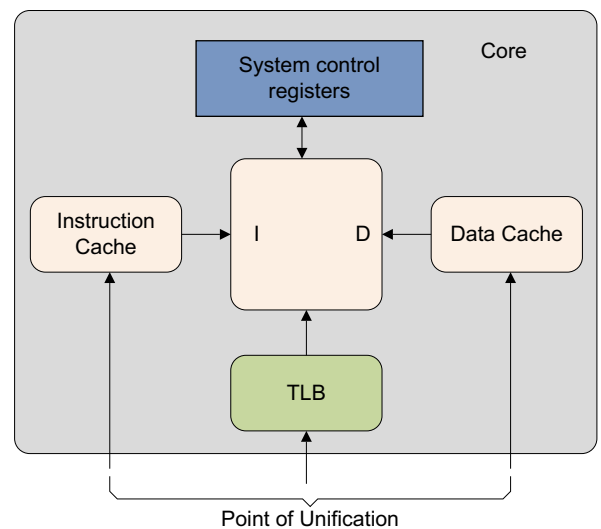 Core
System control
registers
Instruction
Cache
I
D
Data Cache
TLB
Point of Unification